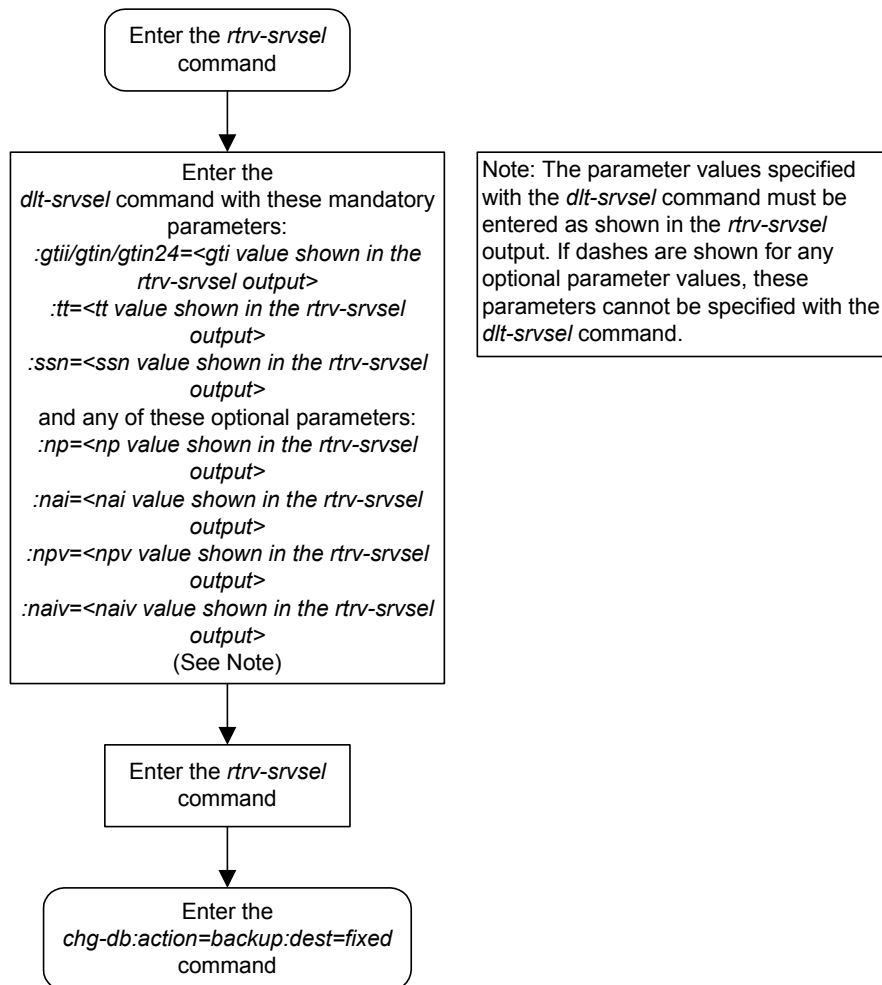 Enter the rtrv-srvsel
command
Enter the
dlt-srvsel command with these mandatory
parameters:
:gtii/gtin/gtin24=<gti value shown in the
rtrv-srvsel output>
:tt=<tt value shown in the rtrv-srvsel
output>
:ssn=<ssn value shown in the rtrv-srvsel
output>
and any of these optional parameters:
:np=<np value shown in the rtrv-srvsel
output>
:nai=<nai value shown in the rtrv-srvsel
output>
:npv=<npv value shown in the rtrv-srvsel
output>
:naiv=<naiv value shown in the rtrv-srvsel
output>
(See Note)
Note: The parameter values specified
with the dlt-srvsel command must be
entered as shown in the rtrv-srvsel
output. If dashes are shown for any
optional parameter values, these
parameters cannot be specified with the
dlt-srvsel command.
Enter the rtrv-srvsel
command
Enter the
chg-db:action=backup:dest=fixed
command